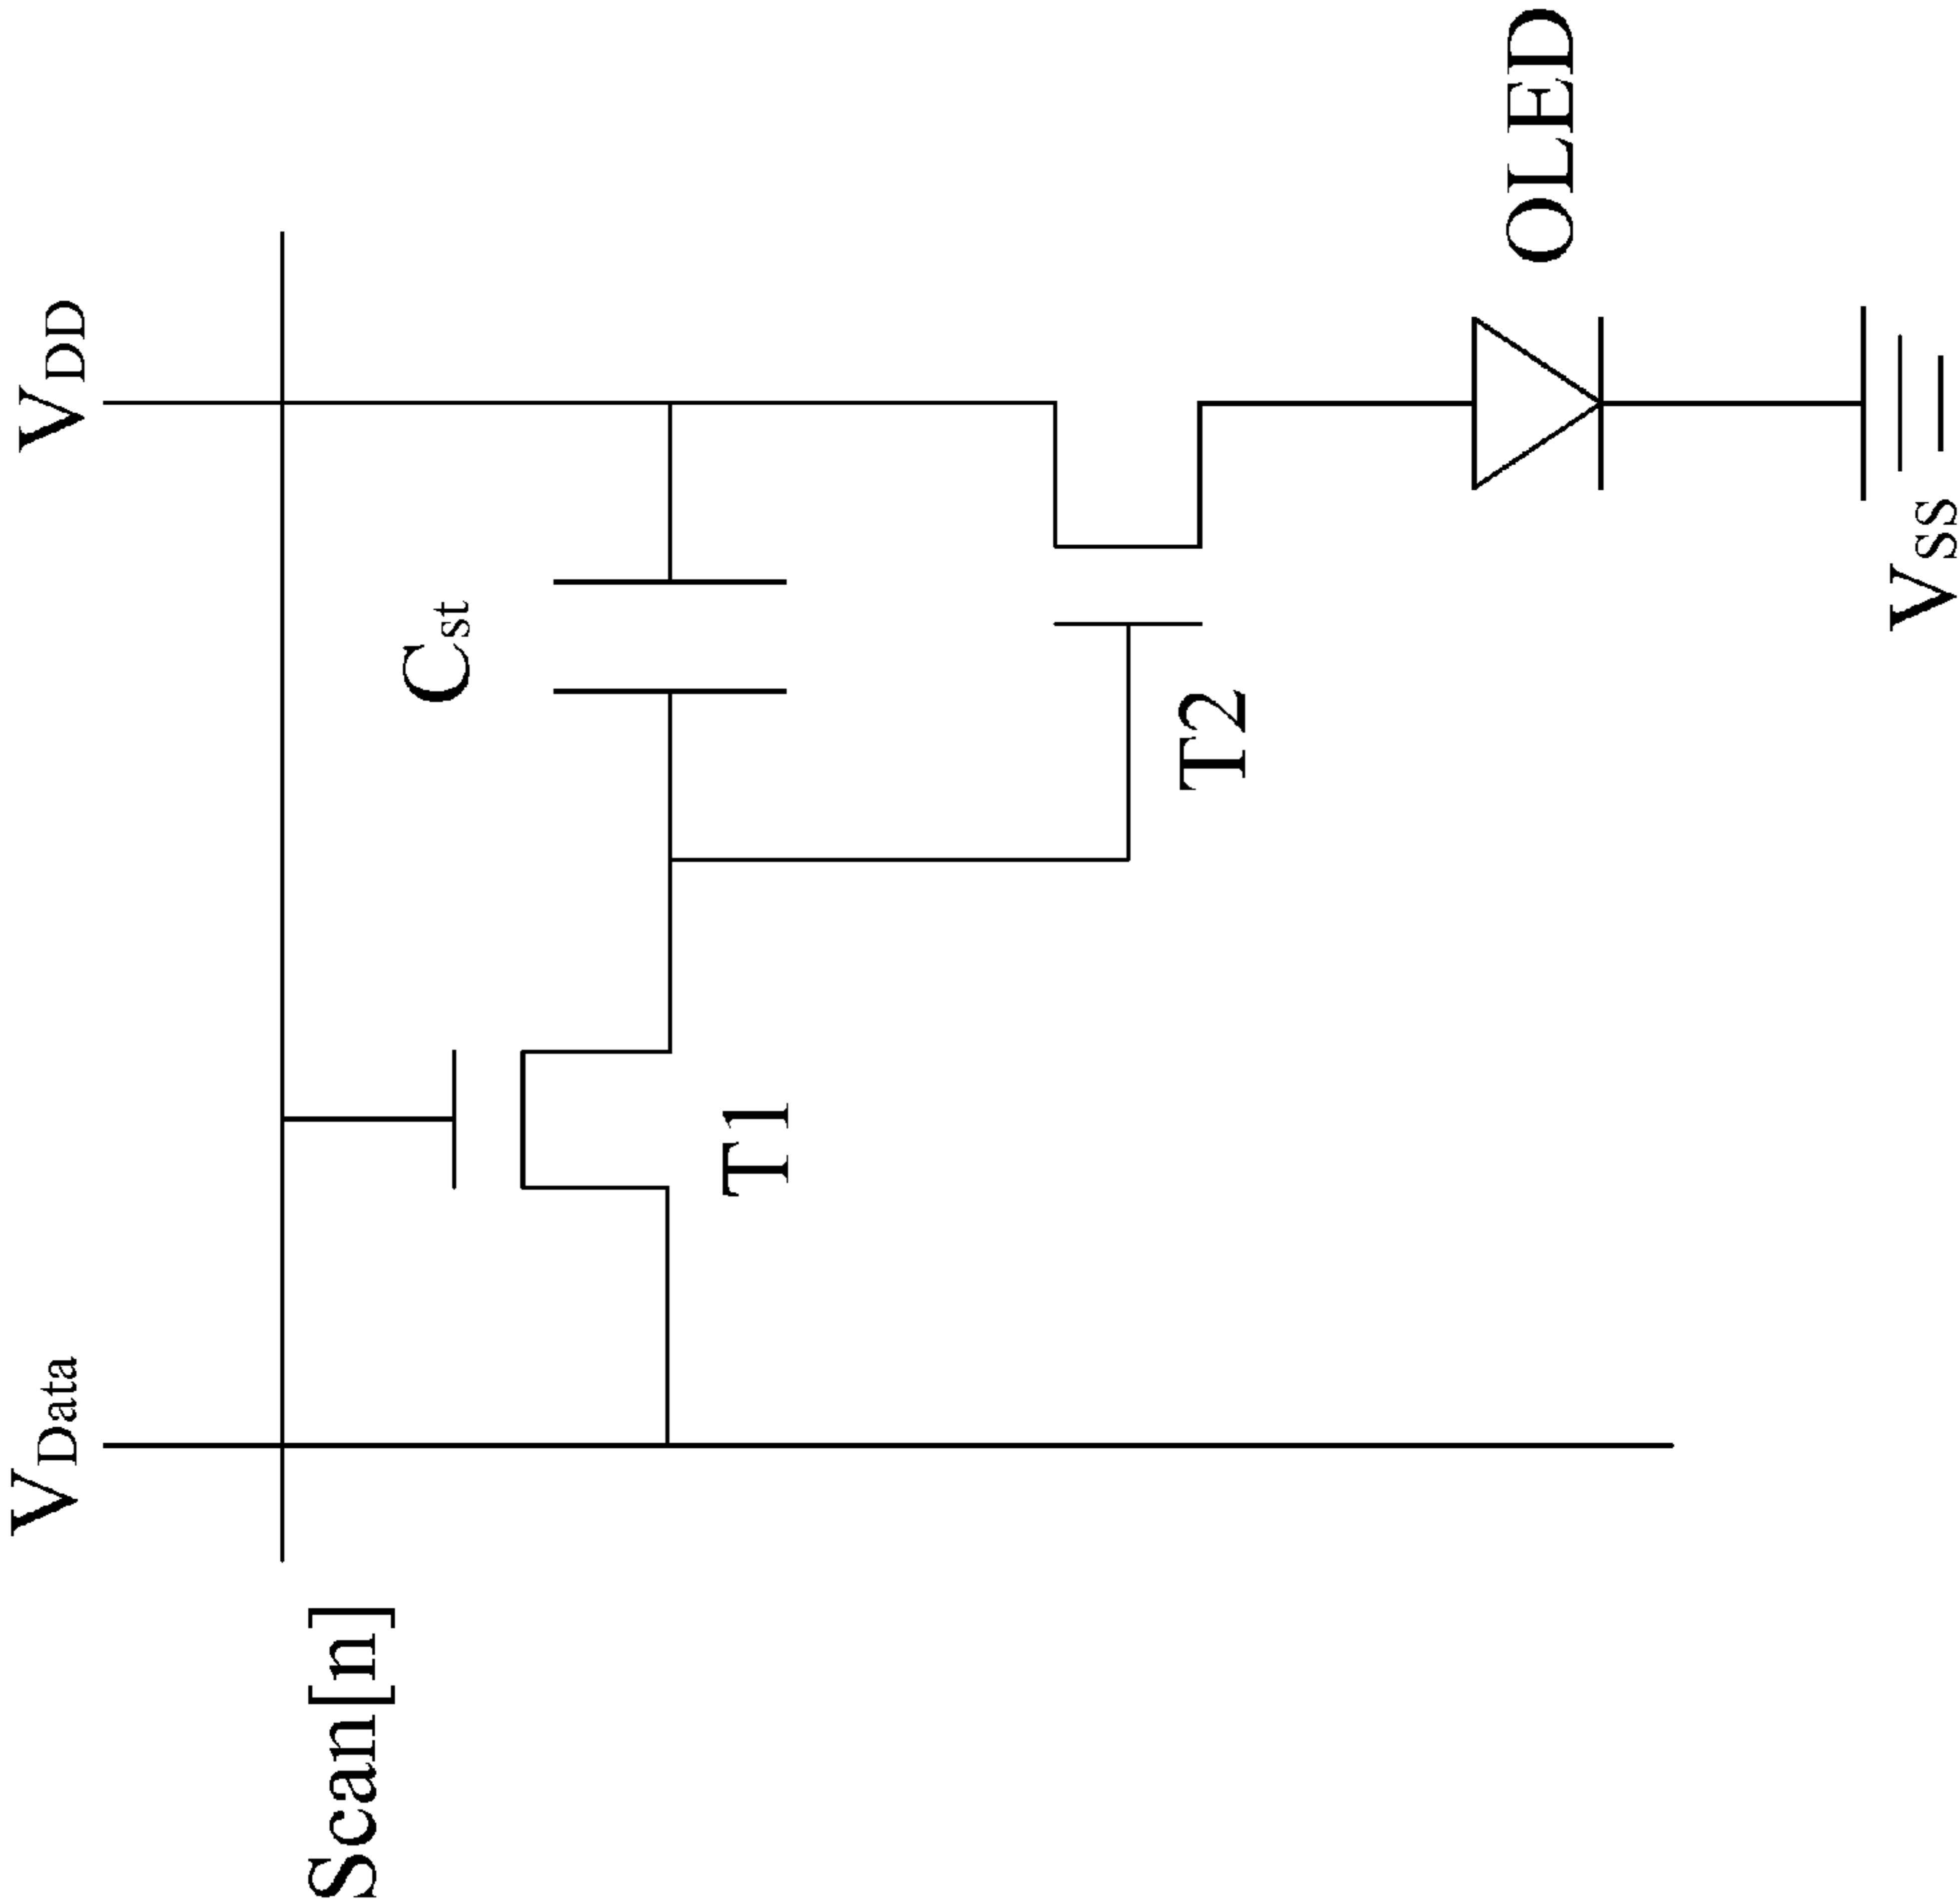 V_Data
V_DD
Scan[n]
C_st
T1
T2
OLED
V_SS